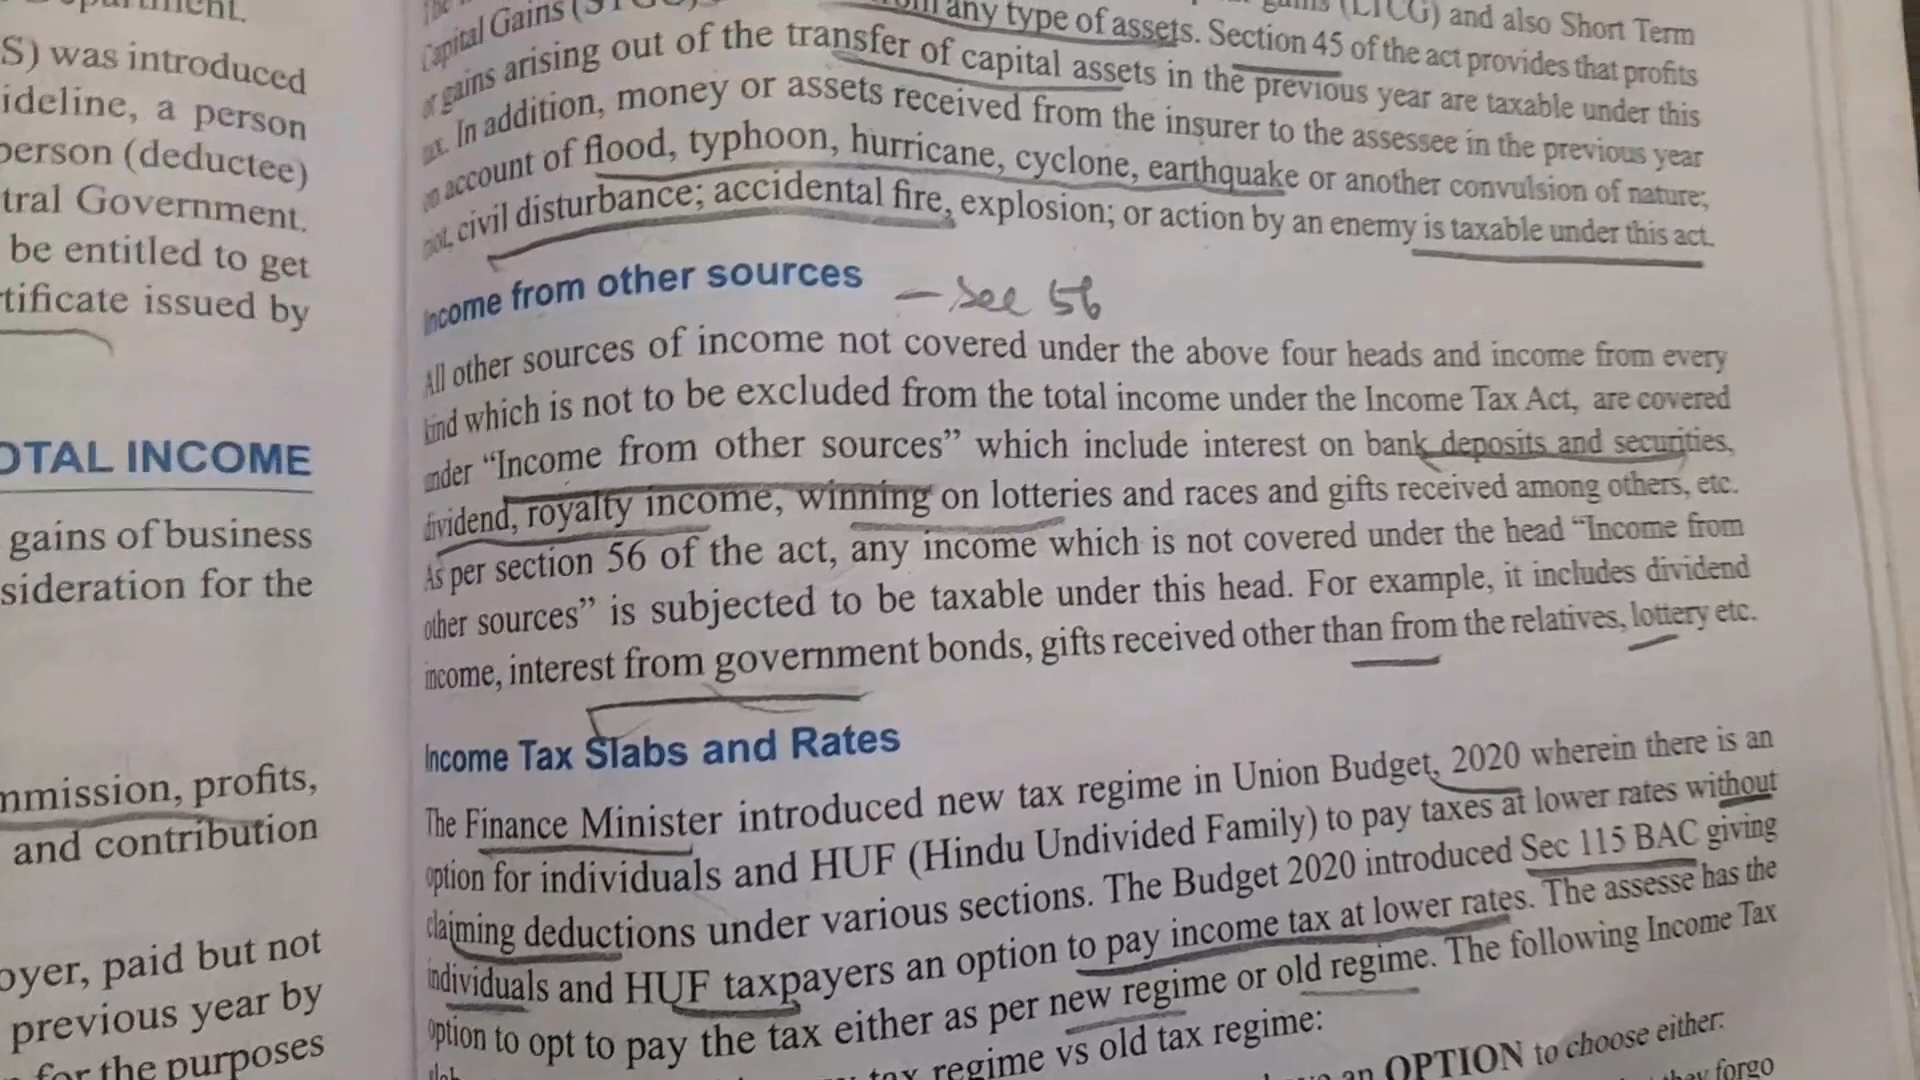 S) was introduced
ideline, a person
person (deductee)
tral Government.
be entitled to get
tificate issued by
OTAL INCOME
gains of business
sideration for the
mmission, profits,
and contribution
oyer, paid but not
previous year by
for the purposes
and also Short Term
Capital Gains
any type of assets. Section 45 of the act provides that profits
or gains arising out of the transfer of capital assets in the previous year are taxable under this
In addition, money or assets received from the insurer to the assessee in the previous year
on account of flood, typhoon, hurricane, cyclone, earthquake or another convulsion of nature;
riot, civil disturbance; accidental fire, explosion; or action by an enemy is taxable under this act.
Income from other sources – Sec 56
All other sources of income not covered under the above four heads and income from every
kind which is not to be excluded from the total income under the Income Tax Act, are covered
under “Income from other sources” which include interest on bank deposits and securities,
dividend, royalty income, winning on lotteries and races and gifts received among others, etc.
As per section 56 of the act, any income which is not covered under the head “Income from
other sources” is subjected to be taxable under this head. For example, it includes dividend
income, interest from government bonds, gifts received other than from the relatives, lottery etc.
Income Tax Slabs and Rates
The Finance Minister introduced new tax regime in Union Budget, 2020 wherein there is an
option for individuals and HUF (Hindu Undivided Family) to pay taxes at lower rates without
claiming deductions under various sections. The Budget 2020 introduced Sec 115 BAC giving
individuals and HUF taxpayers an option to pay income tax at lower rates. The assesse has the
option to opt to pay the tax either as per new regime or old regime. The following Income Tax
regime vs old tax regime:
an OPTION to choose either:
they forgo